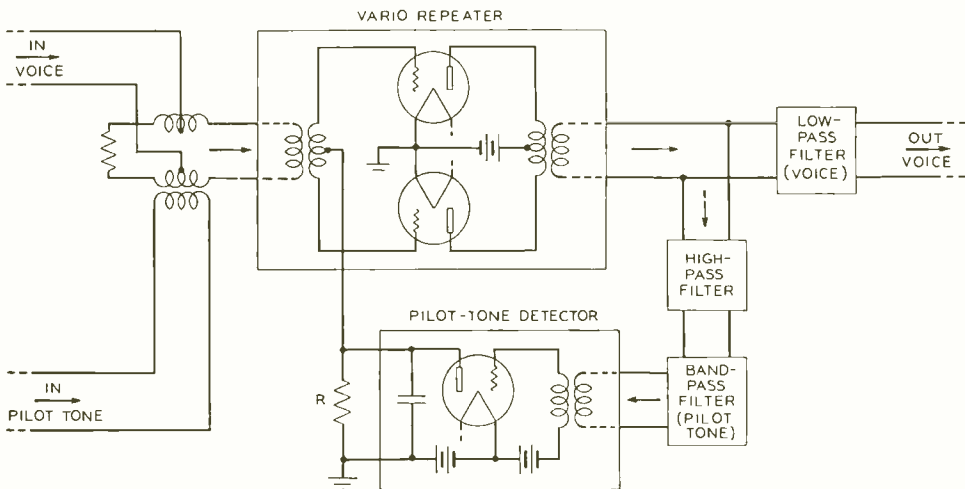 VARIO REPEATER
IN
VOICE
LOW-
PASS
FILTER
(VOICE)
OUT
VOICE
HIGH-
PASS
FILTER
PILOT-TONE DETECTOR
IN
PILOT TONE
R
BAND-
PASS
FILTER
(PILOT
TONE)